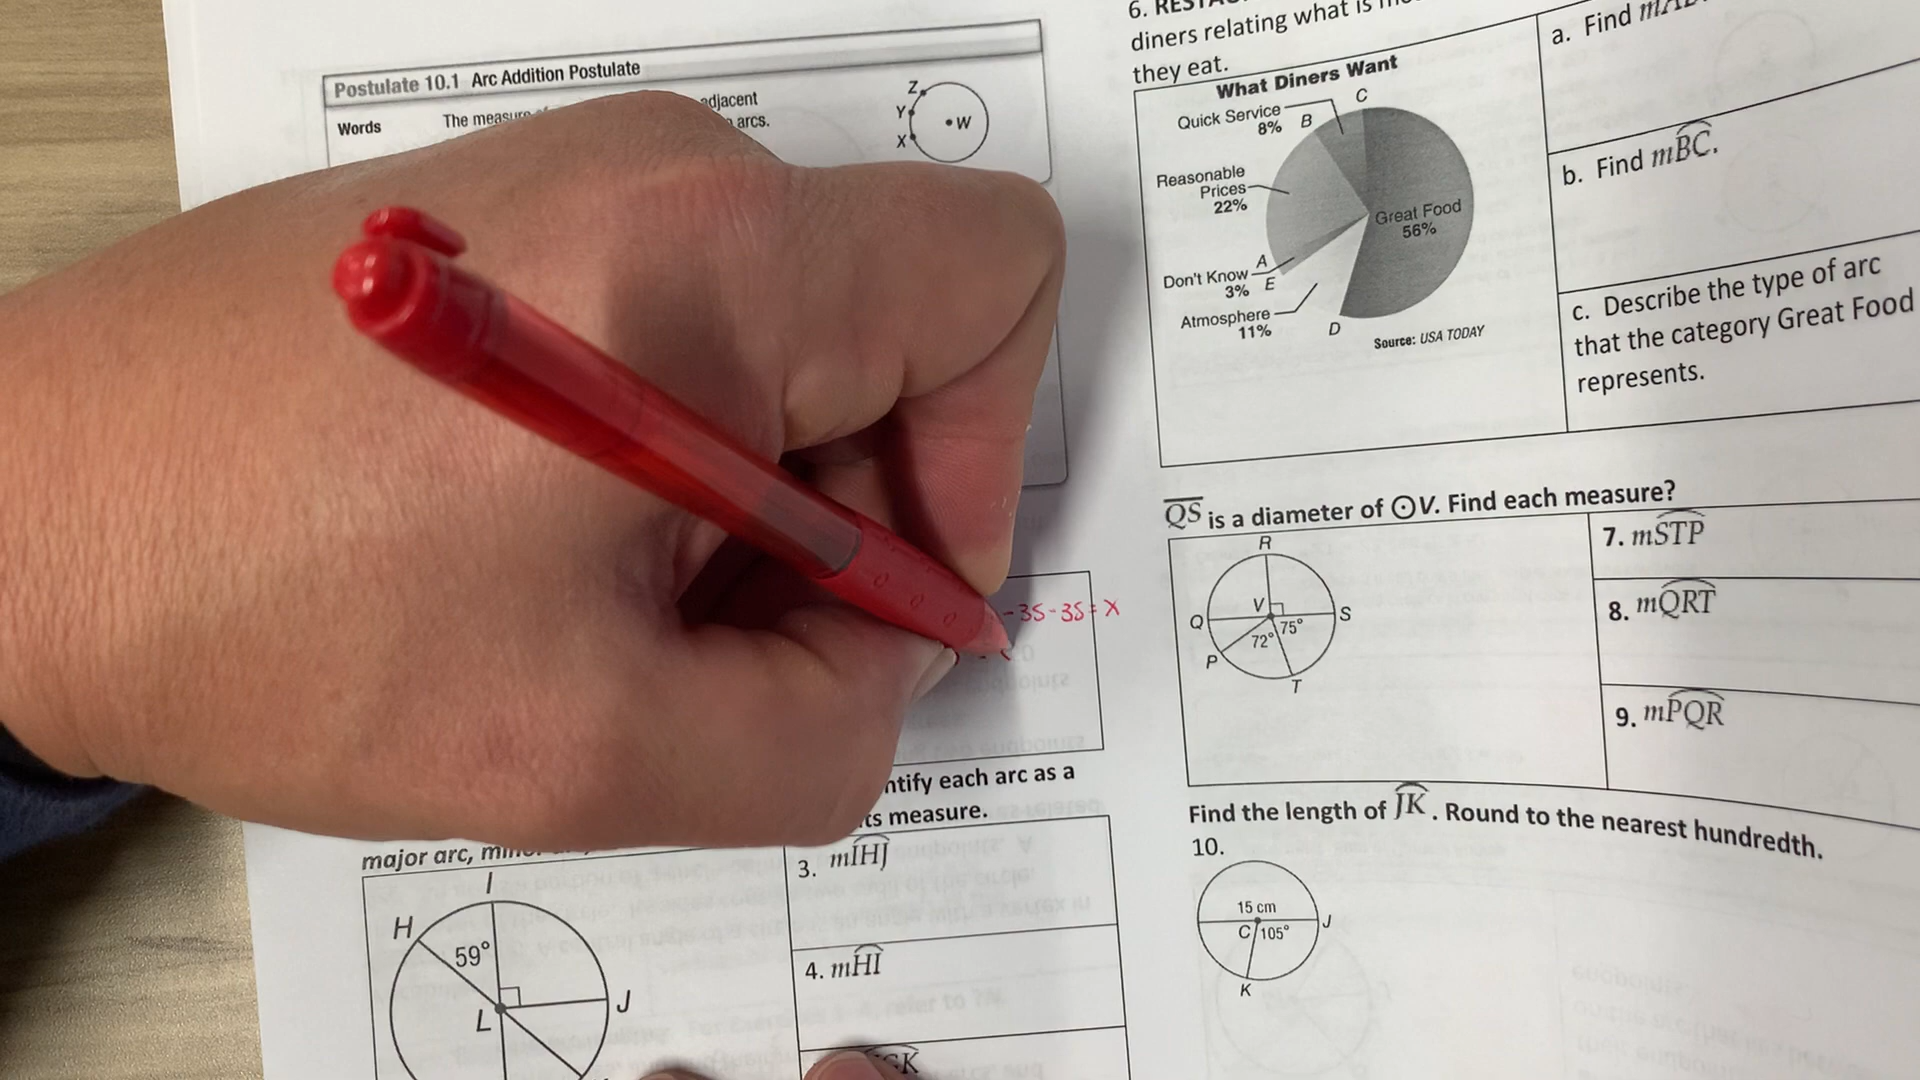 Postulate 10.1 Arc Addition Postulate
Words
The measure
adjacent
arcs.
Z
Y
X
W
-35-35=X
ntify each arc as a
ts measure.
major arc,
I
H
59°
L
J
3. mIHJ
4. mHI
K
6.
diners relating what is
they eat.
What Diners Want
Quick Service
8%
B
C
Reasonable
Prices
22%
Great Food
56%
A
Don't Know
3%
E
Atmosphere
11%
D
Source: USA TODAY
a. Find
b. Find mBC.
c. Describe the type of arc
that the category Great Food
represents.
QS is a diameter of ⊙V. Find each measure?
R
V
Q
S
75°
72°
P
T
7. mSTP
8. mQRT
9. mPQR
Find the length of JK. Round to the nearest hundredth.
10.
15 cm
J
C
105°
K